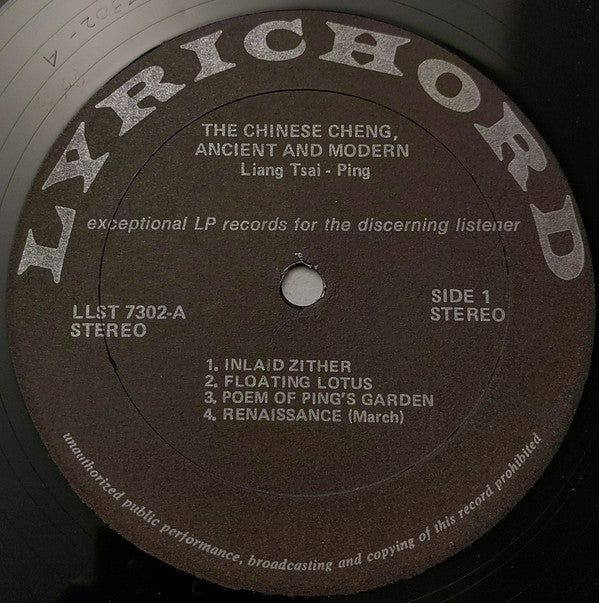 LYRICHORD
THE CHINESE CHENG,
ANCIENT AND MODERN
Liang Tsai - Ping
exceptional LP records for the discerning listener
LLST 7302-A
STEREO
SIDE 1
STEREO
1. INLAID ZITHER
2. FLOATING LOTUS
3. POEM OF PING'S GARDEN
4. RENAISSANCE (March)
unauthorized public performance, broadcasting and copying of this record prohibited